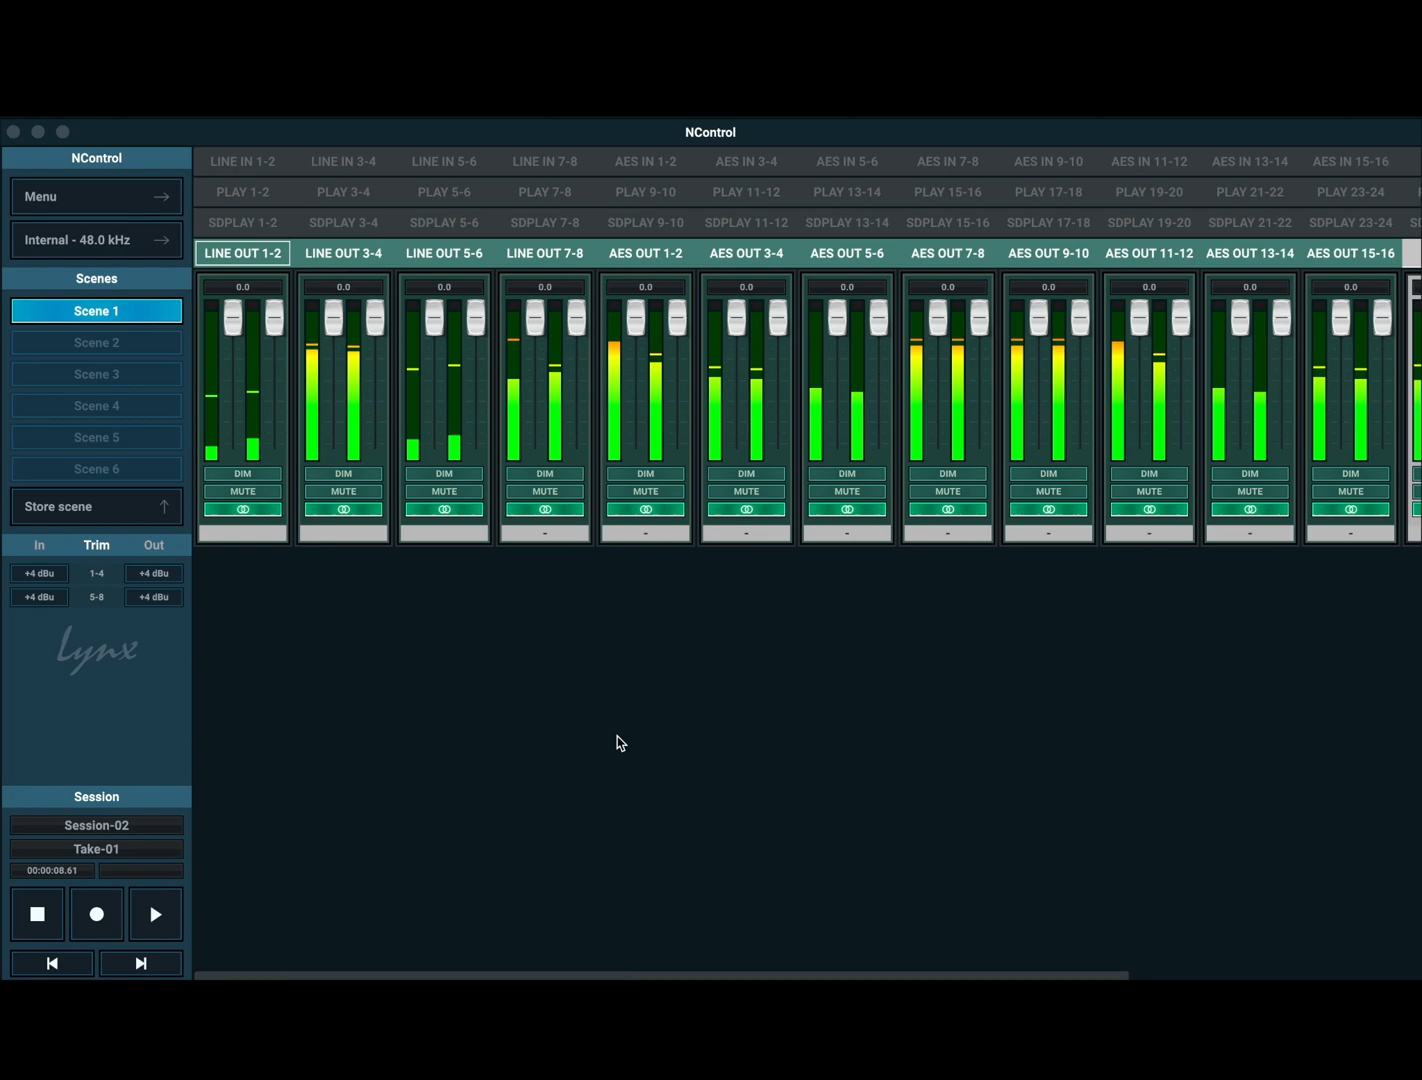 NControl
NControl
Menu
Internal - 48.0 kHz
Scenes
Scene 1
Scene 2
Scene 3
Scene 4
Scene 5
Scene 6
Store scene
In Trim Out
+4 dBu 1-4 +4 dBu
+4 dBu 5-8 +4 dBu
Lynx
Session
Session-02
Take-01
00:00:08.61
LINE IN 1-2 LINE IN 3-4 LINE IN 5-6 LINE IN 7-8 AES IN 1-2 AES IN 3-4 AES IN 5-6 AES IN 7-8 AES IN 9-10 AES IN 11-12 AES IN 13-14 AES IN 15-16
PLAY 1-2 PLAY 3-4 PLAY 5-6 PLAY 7-8 PLAY 9-10 PLAY 11-12 PLAY 13-14 PLAY 15-16 PLAY 17-18 PLAY 19-20 PLAY 21-22 PLAY 23-24
SDPLAY 1-2 SDPLAY 3-4 SDPLAY 5-6 SDPLAY 7-8 SDPLAY 9-10 SDPLAY 11-12 SDPLAY 13-14 SDPLAY 15-16 SDPLAY 17-18 SDPLAY 19-20 SDPLAY 21-22 SDPLAY 23-24
LINE OUT 1-2 LINE OUT 3-4 LINE OUT 5-6 LINE OUT 7-8 AES OUT 1-2 AES OUT 3-4 AES OUT 5-6 AES OUT 7-8 AES OUT 9-10 AES OUT 11-12 AES OUT 13-14 AES OUT 15-16
0.0 0.0 0.0 0.0 0.0 0.0 0.0 0.0 0.0 0.0 0.0 0.0
DIM DIM DIM DIM DIM DIM DIM DIM DIM DIM DIM DIM
MUTE MUTE MUTE MUTE MUTE MUTE MUTE MUTE MUTE MUTE MUTE MUTE
- - - - - - - - -